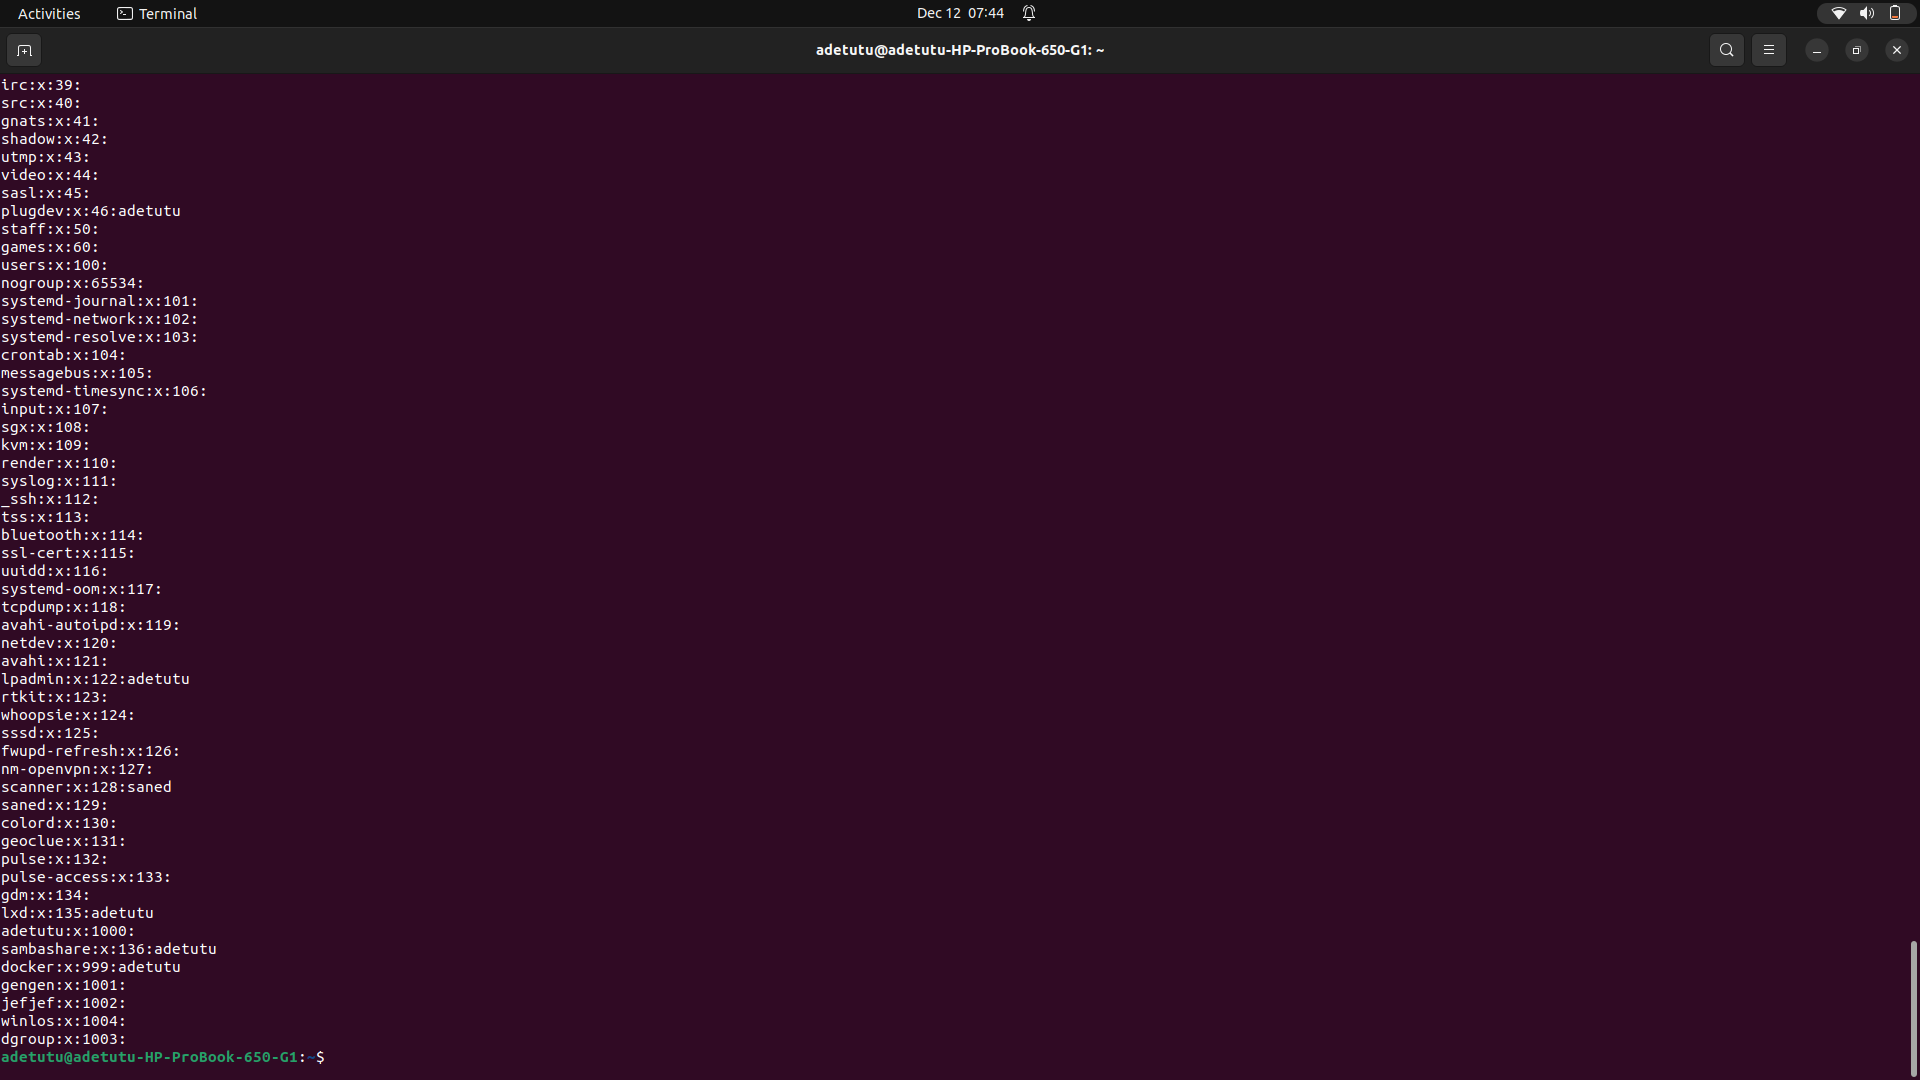 Activities
Terminal
Dec 12 07:44
adetutu@adetutu-HP-ProBook-650-G1: ~
irc:x:39:
src:x:40:
gnats:x:41:
shadow:x:42:
utmp:x:43:
video:x:44:
sasl:x:45:
plugdev:x:46:adetutu
staff:x:50:
games:x:60:
users:x:100:
nogroup:x:65534:
systemd-journal:x:101:
systemd-network:x:102:
systemd-resolve:x:103:
crontab:x:104:
messagebus:x:105:
systemd-timesync:x:106:
input:x:107:
sgx:x:108:
kvm:x:109:
render:x:110:
syslog:x:111:
_ssh:x:112:
tss:x:113:
bluetooth:x:114:
ssl-cert:x:115:
uuidd:x:116:
systemd-oom:x:117:
tcpdump:x:118:
avahi-autoipd:x:119:
netdev:x:120:
avahi:x:121:
lpadmin:x:122:adetutu
rtkit:x:123:
whoopsie:x:124:
sssd:x:125:
fwupd-refresh:x:126:
nm-openvpn:x:127:
scanner:x:128:saned
saned:x:129:
colord:x:130:
geoclue:x:131:
pulse:x:132:
pulse-access:x:133:
gdm:x:134:
lxd:x:135:adetutu
adetutu:x:1000:
sambashare:x:136:adetutu
docker:x:999:adetutu
gengen:x:1001:
jefjef:x:1002:
winlos:x:1004:
dgroup:x:1003:
adetutu@adetutu-HP-ProBook-650-G1:~$